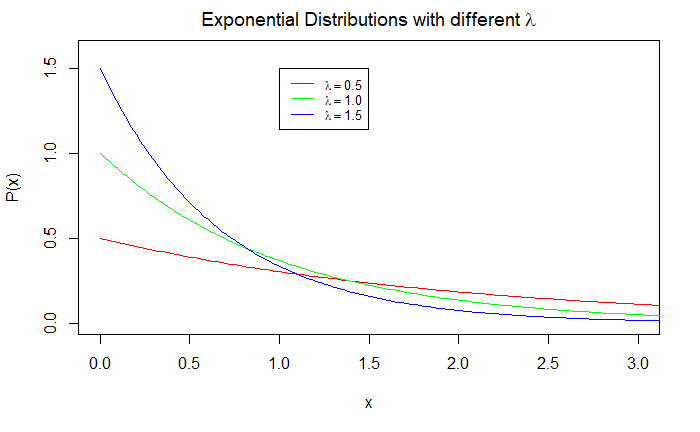 Exponential Distributions with different λ
P(x)
1.5
1.0
0.5
0.0
λ = 0.5
λ = 1.0
λ = 1.5
0.0 0.5 1.0 1.5 2.0 2.5 3.0
x